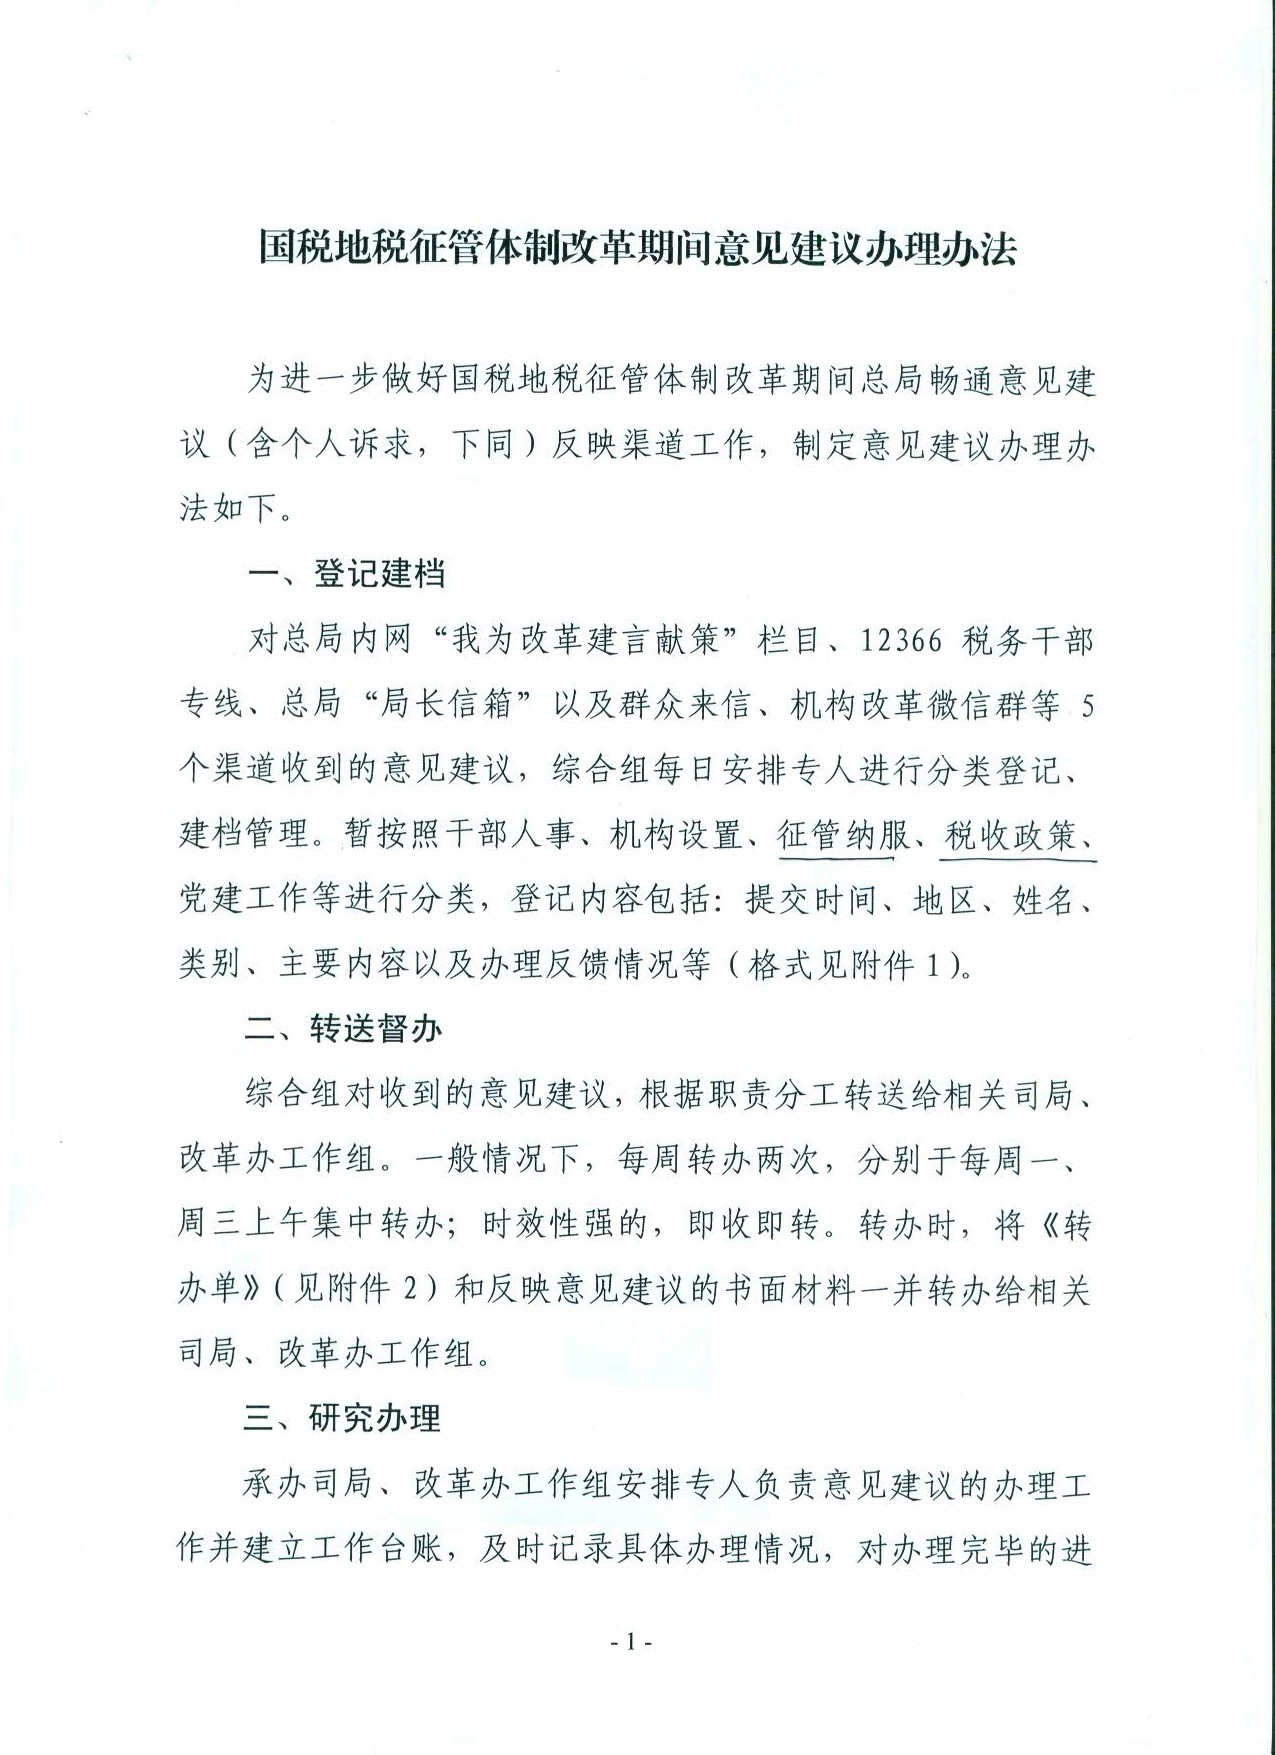 国税地税征管体制改革期间意见建议办理办法
为进一步做好国税地税征管体制改革期间总局畅通意见建
议（含个人诉求，下同）反映渠道工作，制定意见建议办理办
法如下。
一、登记建档
对总局内网“我为改革建言献策”栏目、12366 税务干部
专线、总局“局长信箱”以及群众来信、机构改革微信群等 5
个渠道收到的意见建议，综合组每日安排专人进行分类登记、
建档管理。暂按照干部人事、机构设置、征管纳服、税收政策、
党建工作等进行分类，登记内容包括：提交时间、地区、姓名、
类别、主要内容以及办理反馈情况等（格式见附件 1）。
二、转送督办
综合组对收到的意见建议，根据职责分工转送给相关司局、
改革办工作组。一般情况下，每周转办两次，分别于每周一、
周三上午集中转办；时效性强的，即收即转。转办时，将《转
办单》（见附件 2）和反映意见建议的书面材料一并转办给相关
司局、改革办工作组。
三、研究办理
承办司局、改革办工作组安排专人负责意见建议的办理工
作并建立工作台账，及时记录具体办理情况，对办理完毕的进
- 1 -